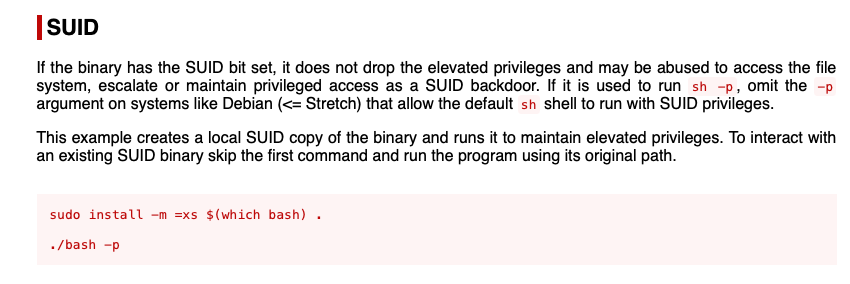 SUID
If the binary has the SUID bit set, it does not drop the elevated privileges and may be abused to access the file
system, escalate or maintain privileged access as a SUID backdoor. If it is used to run sh -p, omit the -p
argument on systems like Debian (<= Stretch) that allow the default sh shell to run with SUID privileges.
This example creates a local SUID copy of the binary and runs it to maintain elevated privileges. To interact with
an existing SUID binary skip the first command and run the program using its original path.
sudo install -m =xs $(which bash) .
./bash -p